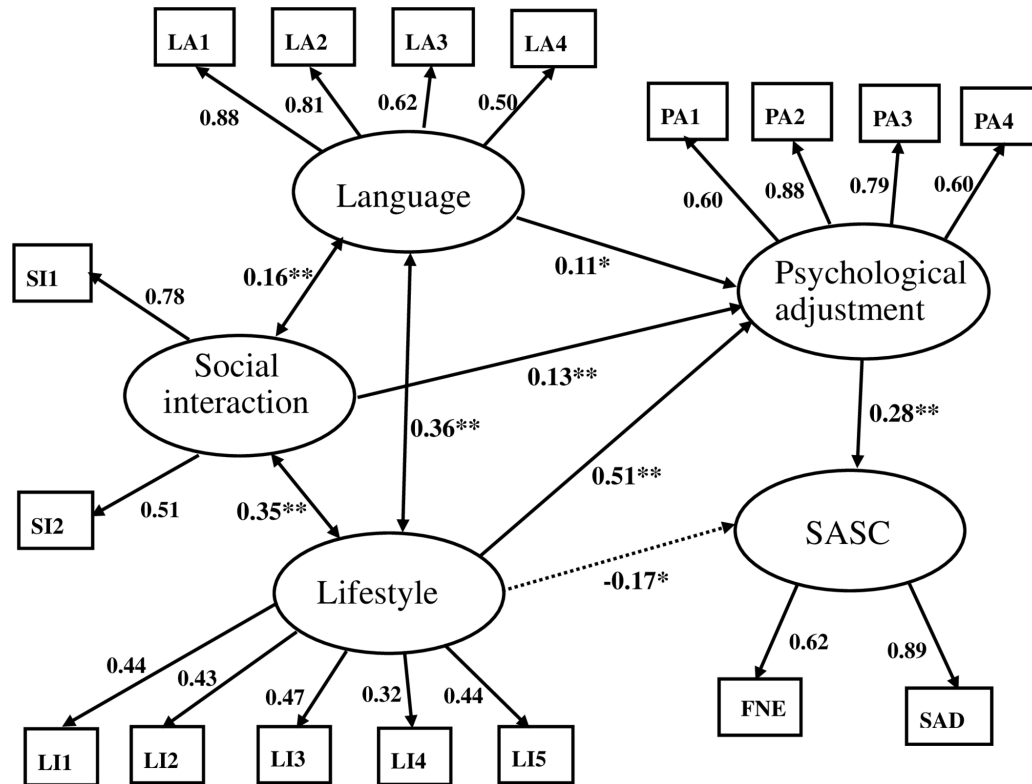 LA1
LA2
LA3
LA4
0.88
0.81
0.62
0.50
PA1
PA2
PA3
PA4
0.60
0.88
0.79
0.60
Language
Psychological
adjustment
SI1
0.78
0.16**
0.11*
Social
interaction
0.13**
0.36**
0.28**
SI2
0.51
0.35**
0.51**
SASC
-0.17*
Lifestyle
0.44
0.43
0.47
0.32
0.44
0.62
0.89
FNE
SAD
LI1
LI2
LI3
LI4
LI5